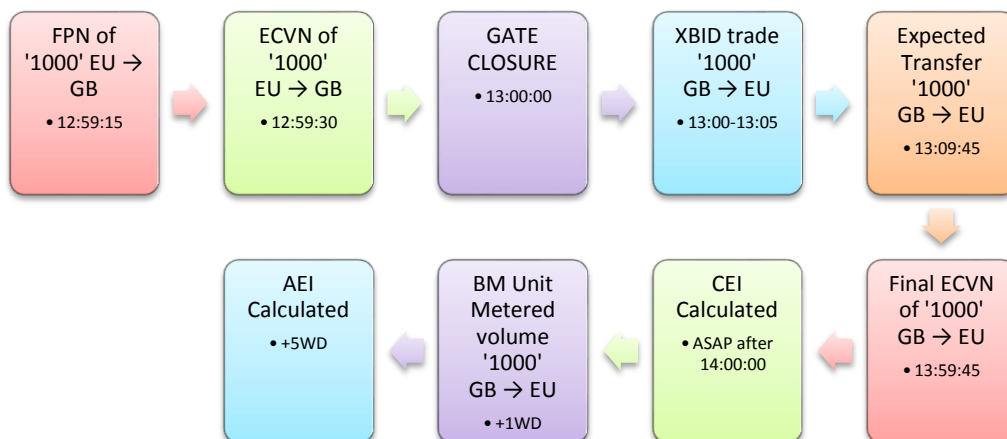 FPN of
'1000' EU →
GB
• 12:59:15
ECVN of
'1000'
EU → GB
• 12:59:30
GATE
CLOSURE
• 13:00:00
XBID trade
'1000'
GB → EU
• 13:00-13:05
Expected
Transfer
'1000'
GB → EU
• 13:09:45
Final ECVN
of '1000'
GB → EU
• 13:59:45
CEI
Calculated
• ASAP after
14:00:00
BM Unit
Metered
volume
'1000'
GB → EU
• +1WD
AEI
Calculated
• +5WD